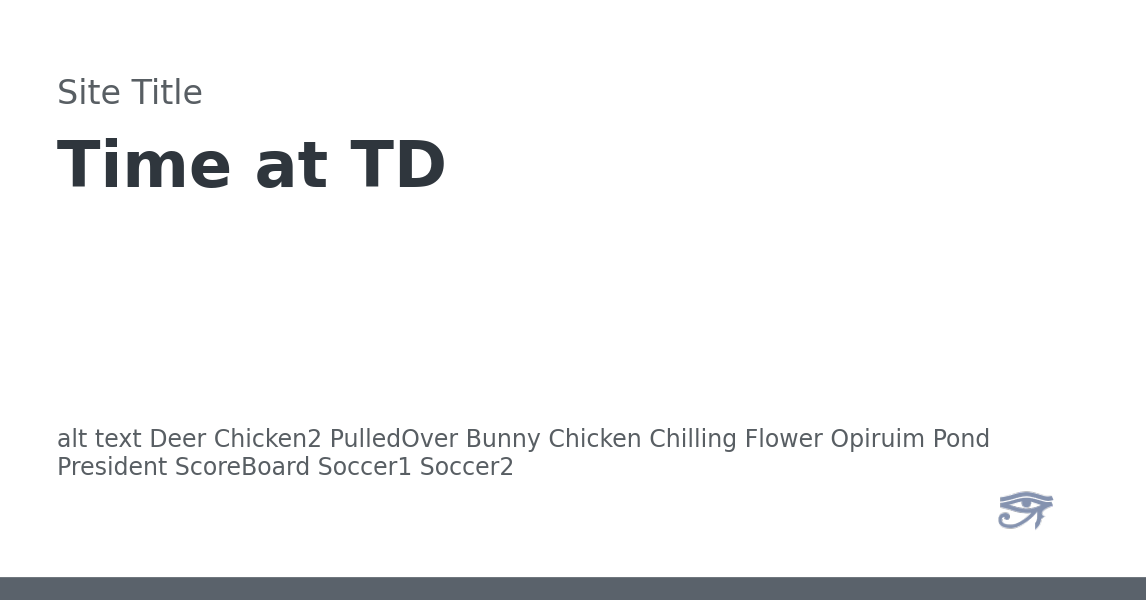 Site Title
Time at TD
alt text Deer Chicken2 PulledOver Bunny Chicken Chilling Flower Opiruim Pond
President ScoreBoard Soccer1 Soccer2